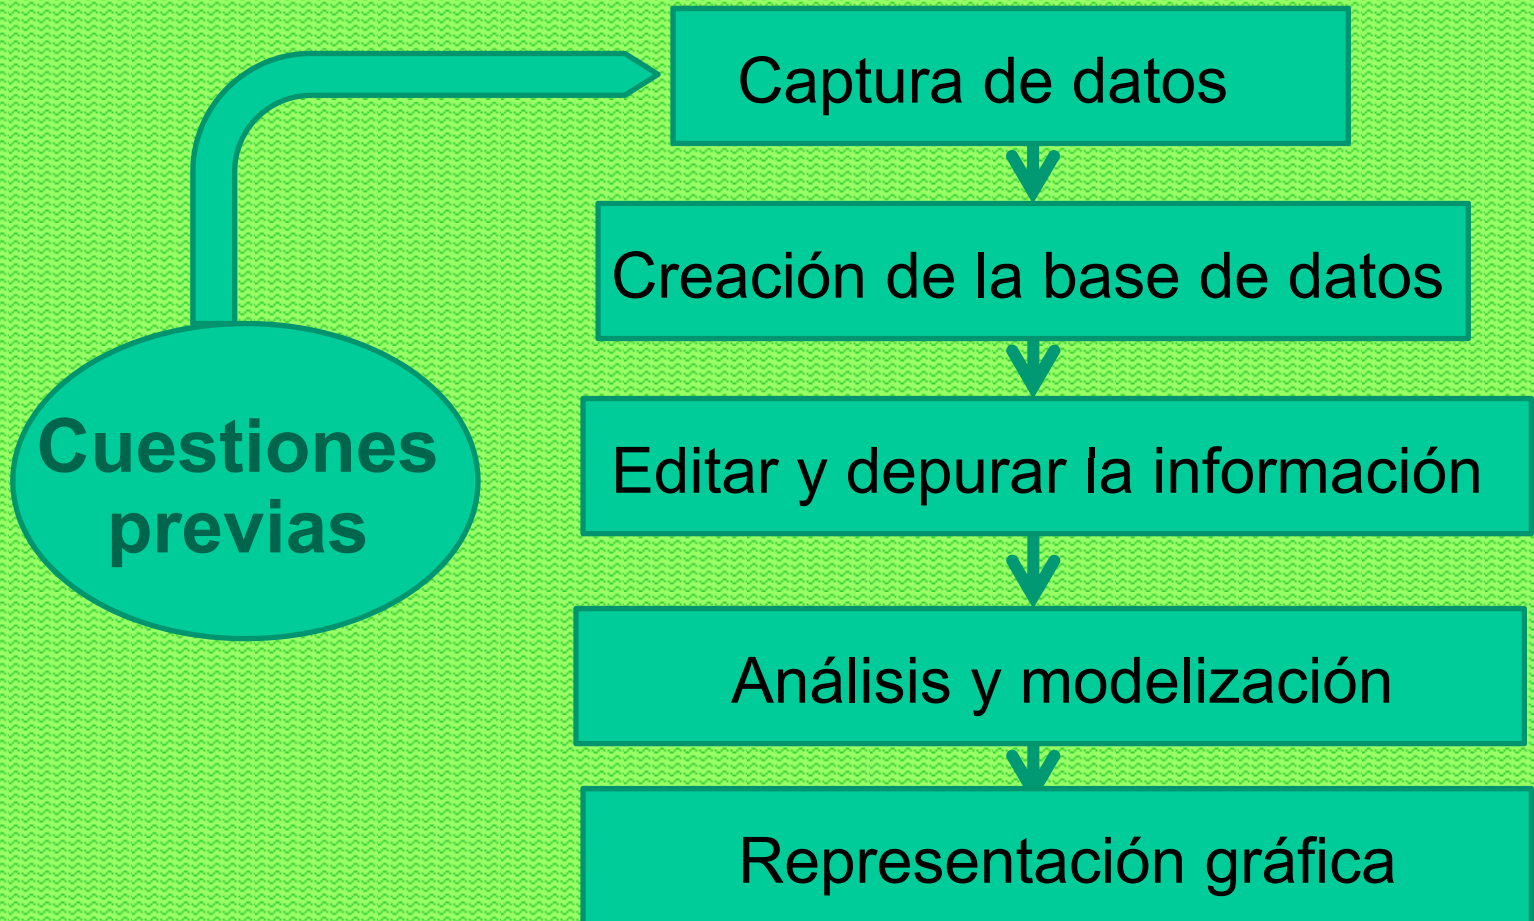 Captura de datos
Creación de la base de datos
Cuestiones
previas
Editar y depurar la información
Análisis y modelización
Representación gráfica